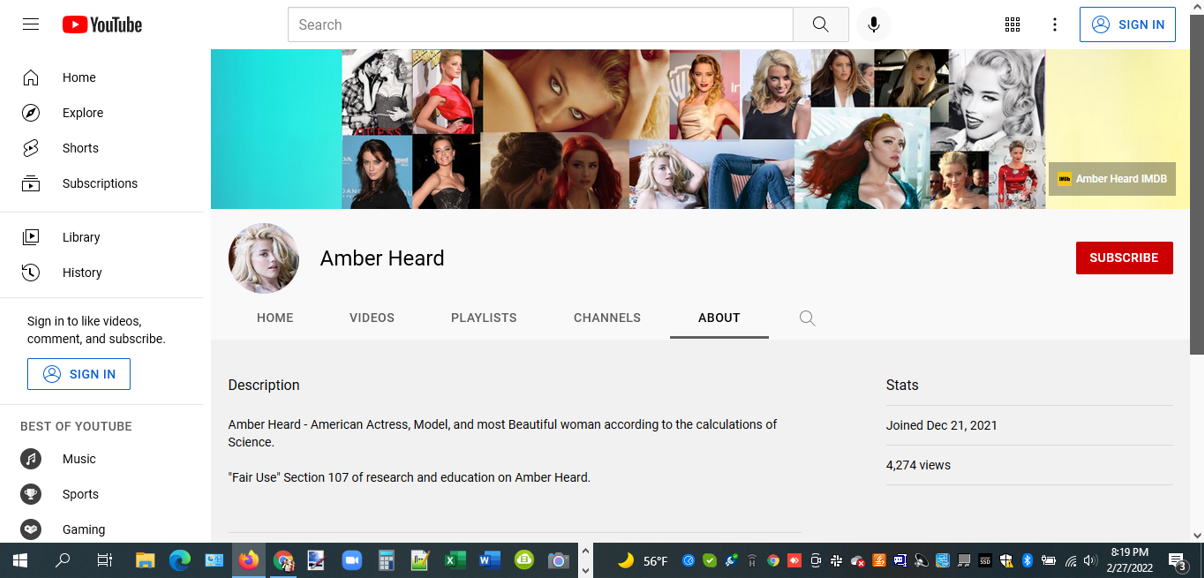 YouTube
Search
SIGN IN
Home
Explore
Shorts
Subscriptions
Library
History
Sign in to like videos,
comment, and subscribe.
SIGN IN
BEST OF YOUTUBE
Music
Sports
Gaming
Amber Heard IMDB
Amber Heard
SUBSCRIBE
HOME VIDEOS PLAYLISTS CHANNELS ABOUT
Description
Amber Heard - American Actress, Model, and most Beautiful woman according to the calculations of
Science.
"Fair Use" Section 107 of research and education on Amber Heard.
Stats
Joined Dec 21, 2021
4,274 views
56°F
8:19 PM
2/27/2022
3